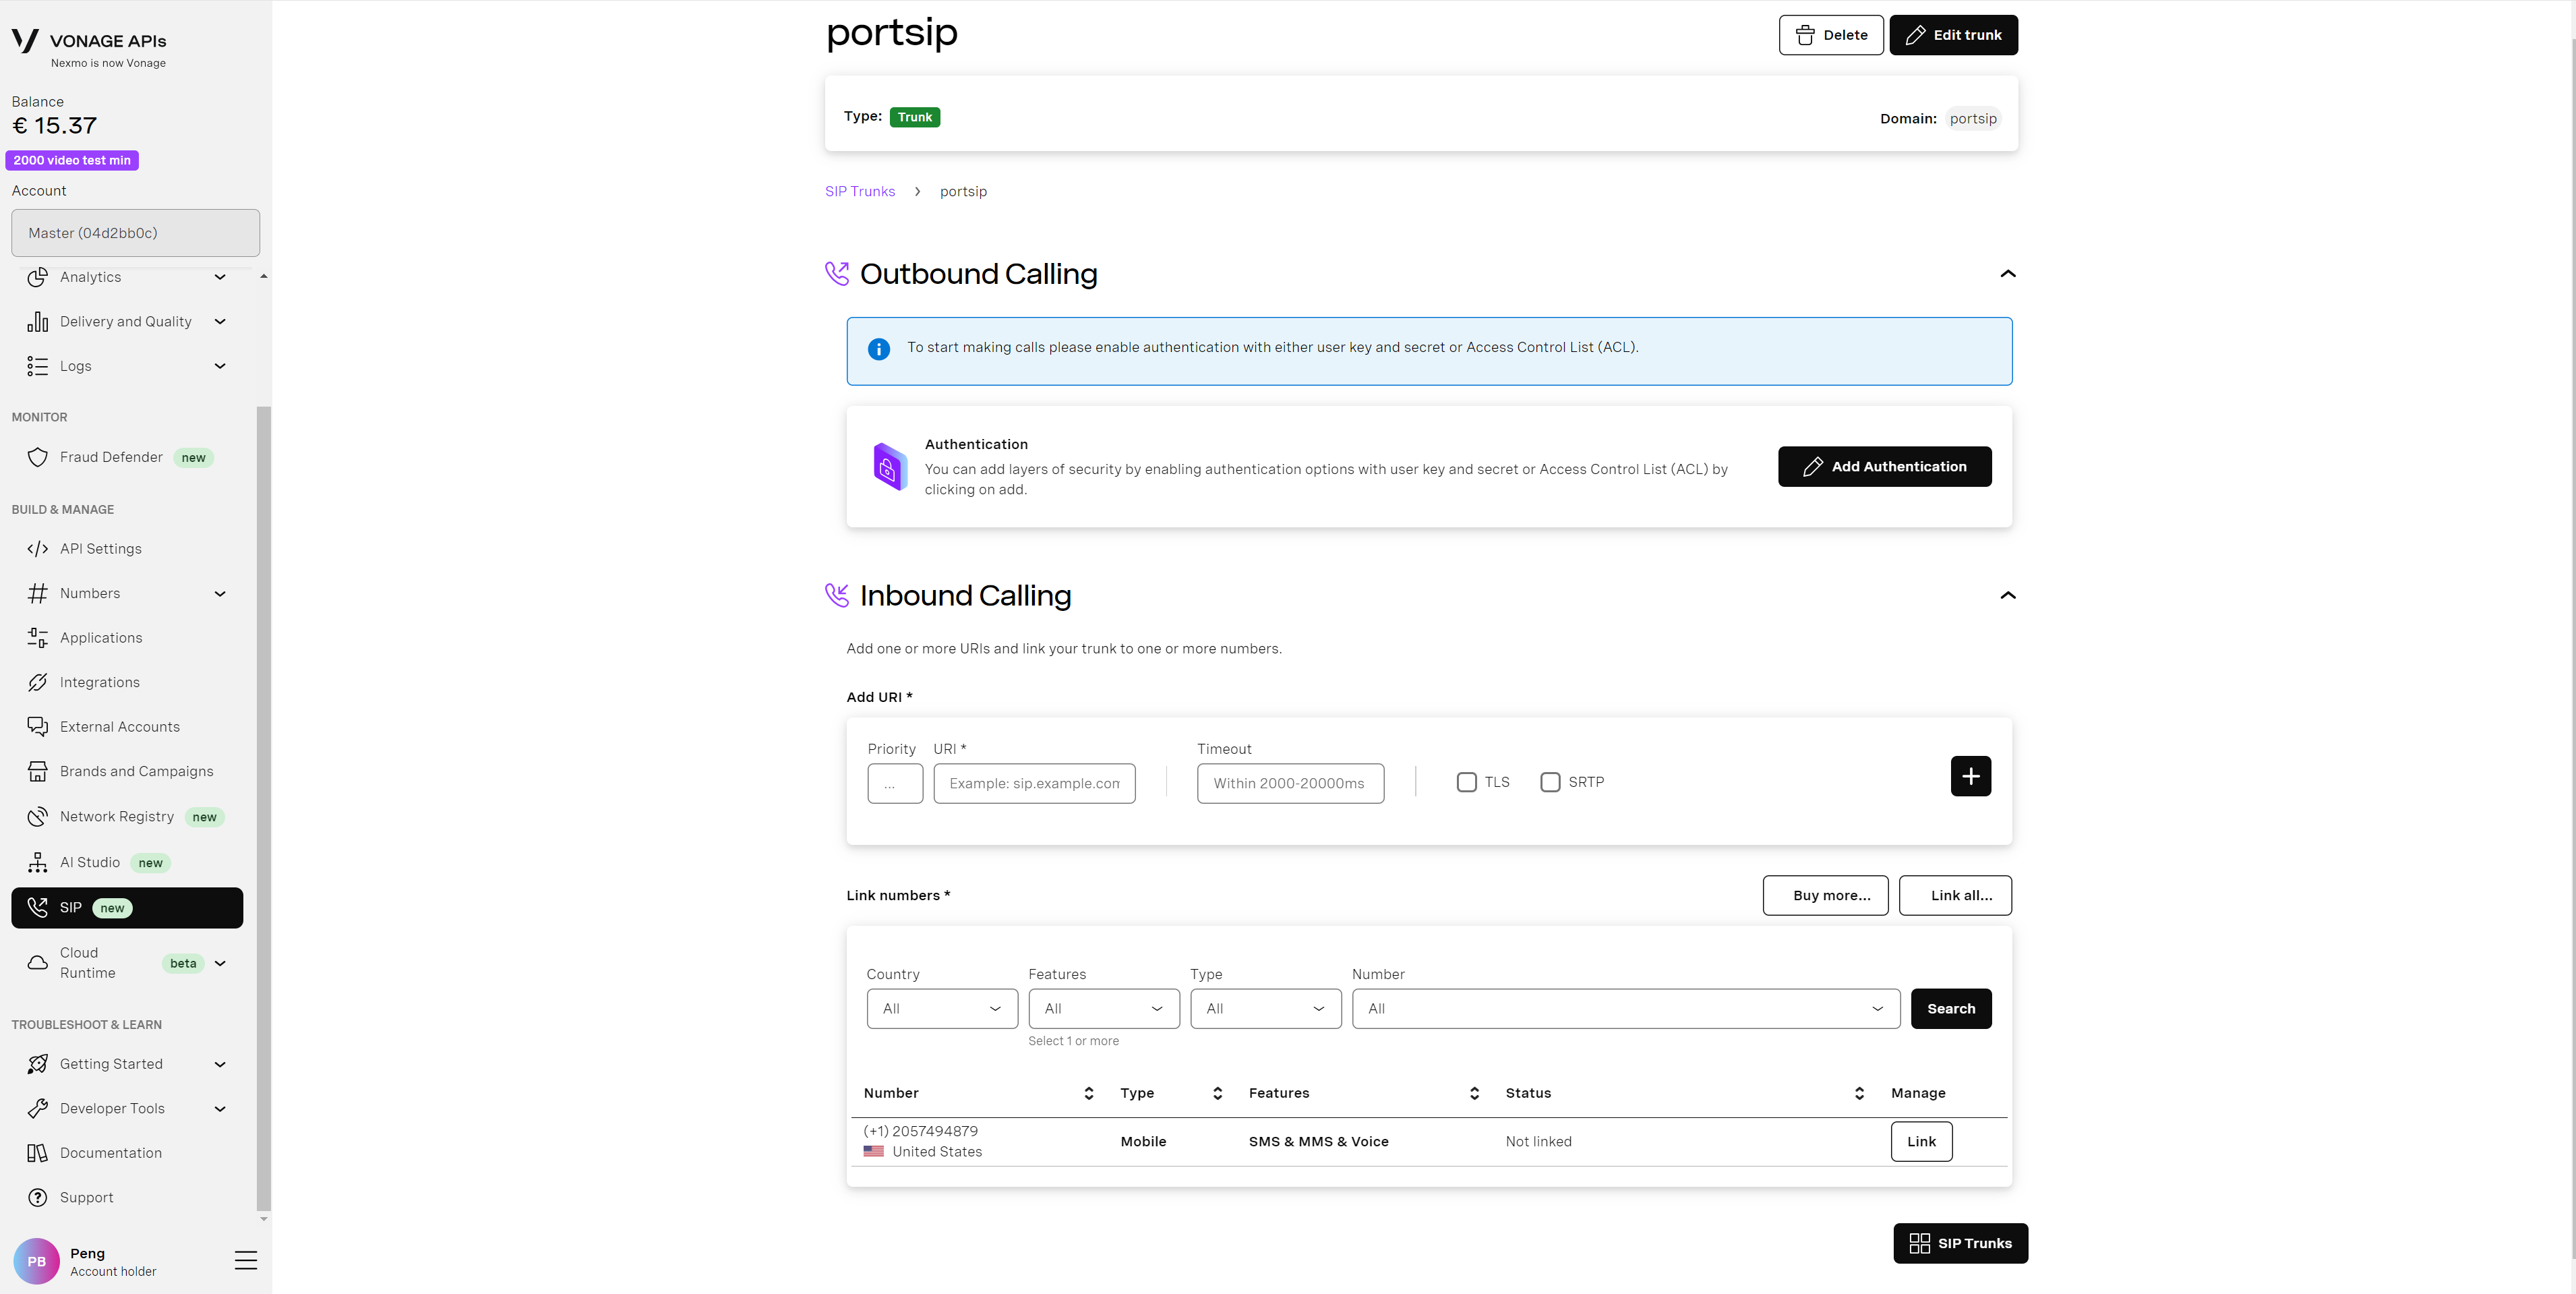 VONAGE APIs
Nexmo is now Vonage
Balance
€ 15.37
2000 video test min
Account
Master (04d2bb0c)
Analytics
Delivery and Quality
Logs
MONITOR
Fraud Defender new
BUILD & MANAGE
API Settings
Numbers
Applications
Integrations
External Accounts
Brands and Campaigns
Network Registry new
AI Studio new
SIP new
Cloud
Runtime
beta
TROUBLESHOOT & LEARN
Getting Started
Developer Tools
Documentation
Support
PB
Peng
Account holder
portsip
Delete
Edit trunk
Type: Trunk
Domain: portsip
SIP Trunks > portsip
Outbound Calling
To start making calls please enable authentication with either user key and secret or Access Control List (ACL).
Authentication
You can add layers of security by enabling authentication options with user key and secret or Access Control List (ACL) by
clicking on add.
Add Authentication
Inbound Calling
Add one or more URIs and link your trunk to one or more numbers.
Add URI *
Priority URI * Timeout
... Example: sip.example.com Within 2000-20000ms TLS SRTP
Link numbers *
Buy more...
Link all...
Country Features Type Number
All All All All Search
Select 1 or more
Number Type Features Status Manage
(+1) 2057494879
United States
Mobile SMS & MMS & Voice Not linked Link
SIP Trunks